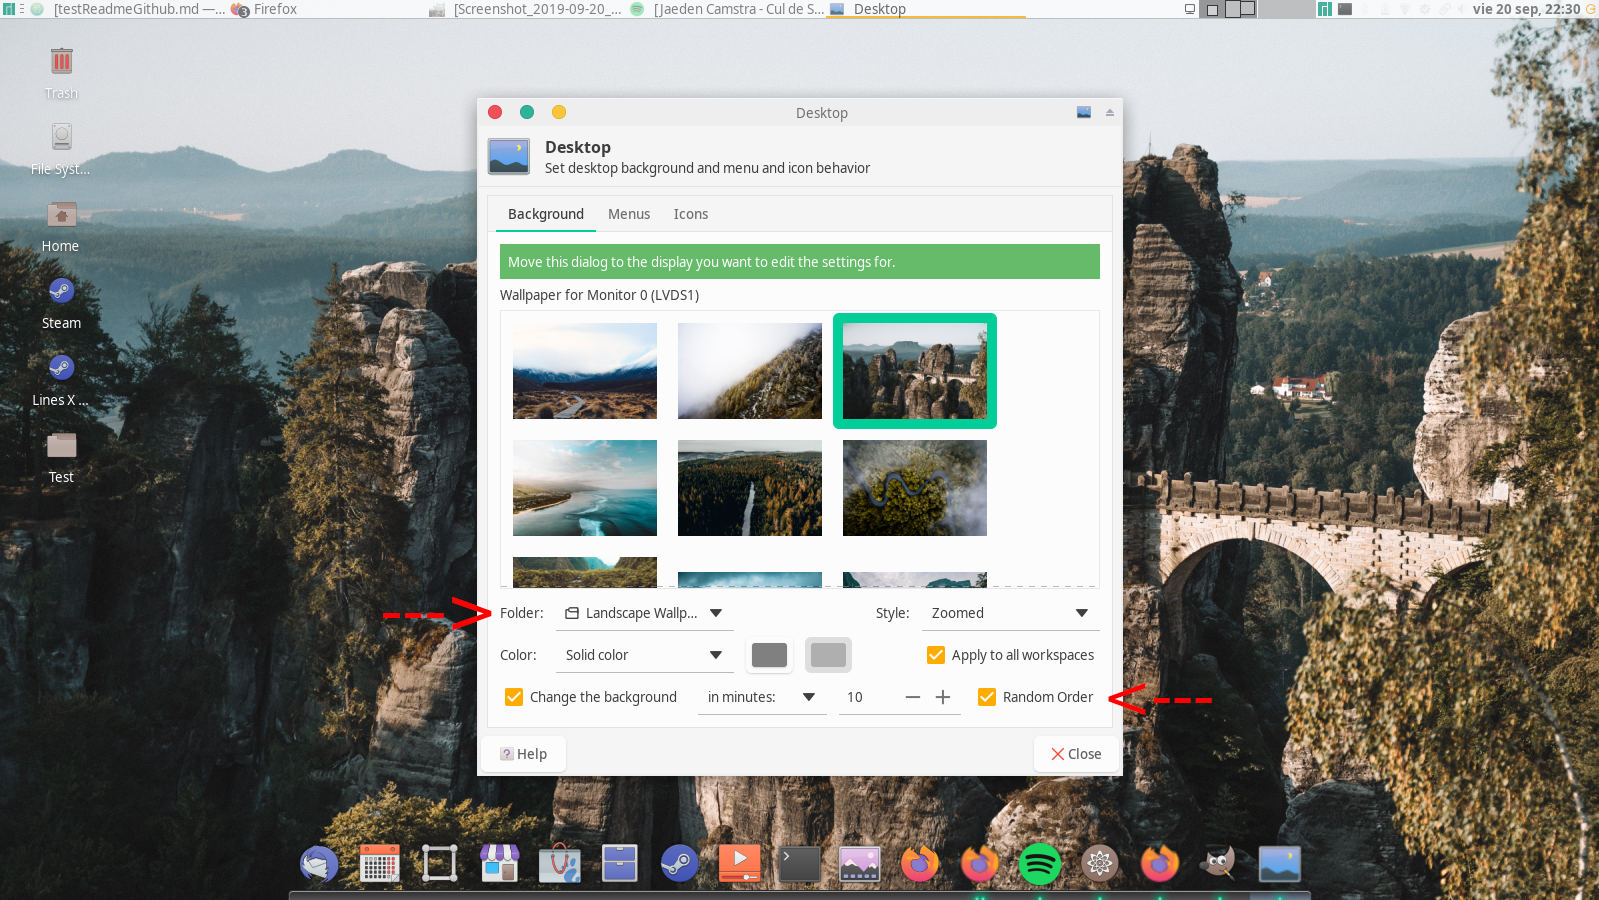 [testReadmeGithub.md —...
3 Firefox
[Screenshot_2019-09-20_...
[Jaeden Camstra - Cul de S...
Desktop
vie 20 sep, 22:30
Trash
File Syst...
Home
Steam
Lines X ...
Test
Desktop
Desktop
Set desktop background and menu and icon behavior
Background Menus Icons
Move this dialog to the display you want to edit the settings for.
Wallpaper for Monitor 0 (LVDS1)
Folder: Landscape Wallp... Style: Zoomed
Color: Solid color Apply to all workspaces
Change the background in minutes: 10 Random Order
? Help Close